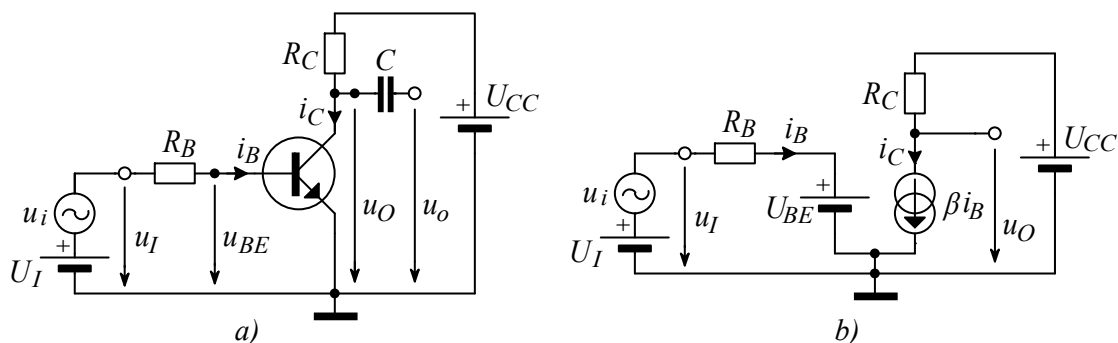 R_C
C
i_C
U_CC
+
R_B
i_B
u_i
u_I
u_BE
u_O
u_o
+
U_I
a)
R_C
R_B
i_B
i_C
+
U_CC
u_i
+
U_BE
βi_B
u_I
u_O
+
U_I
b)